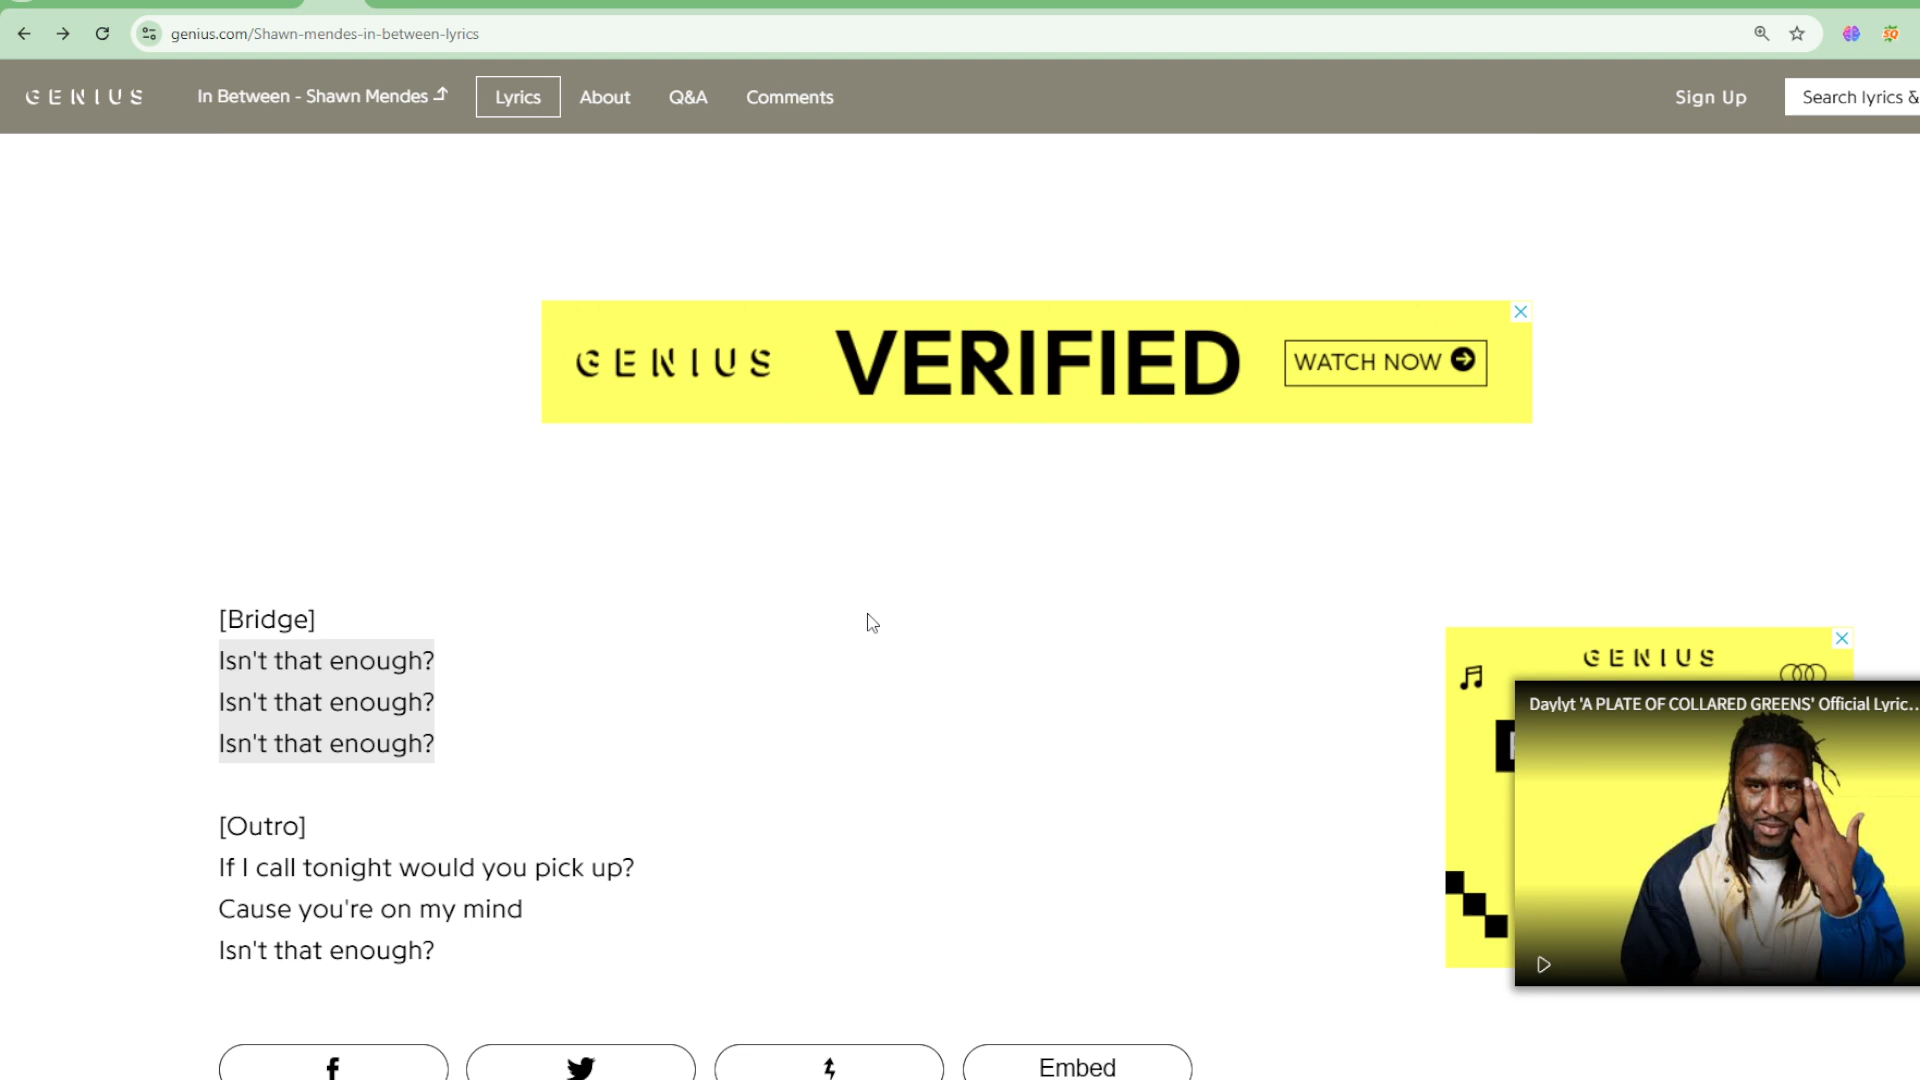 genius.com/Shawn-mendes-in-between-lyrics
SQ
GENIUS
In Between - Shawn Mendes
Lyrics
About
Q&A
Comments
Sign Up
Search lyrics &
GENIUS VERIFIED WATCH NOW
[Bridge]
Isn't that enough?
Isn't that enough?
Isn't that enough?
[Outro]
If I call tonight would you pick up?
Cause you're on my mind
Isn't that enough?
GENIUS
Daylyt 'A PLATE OF COLLARED GREENS' Official Lyric...
Embed